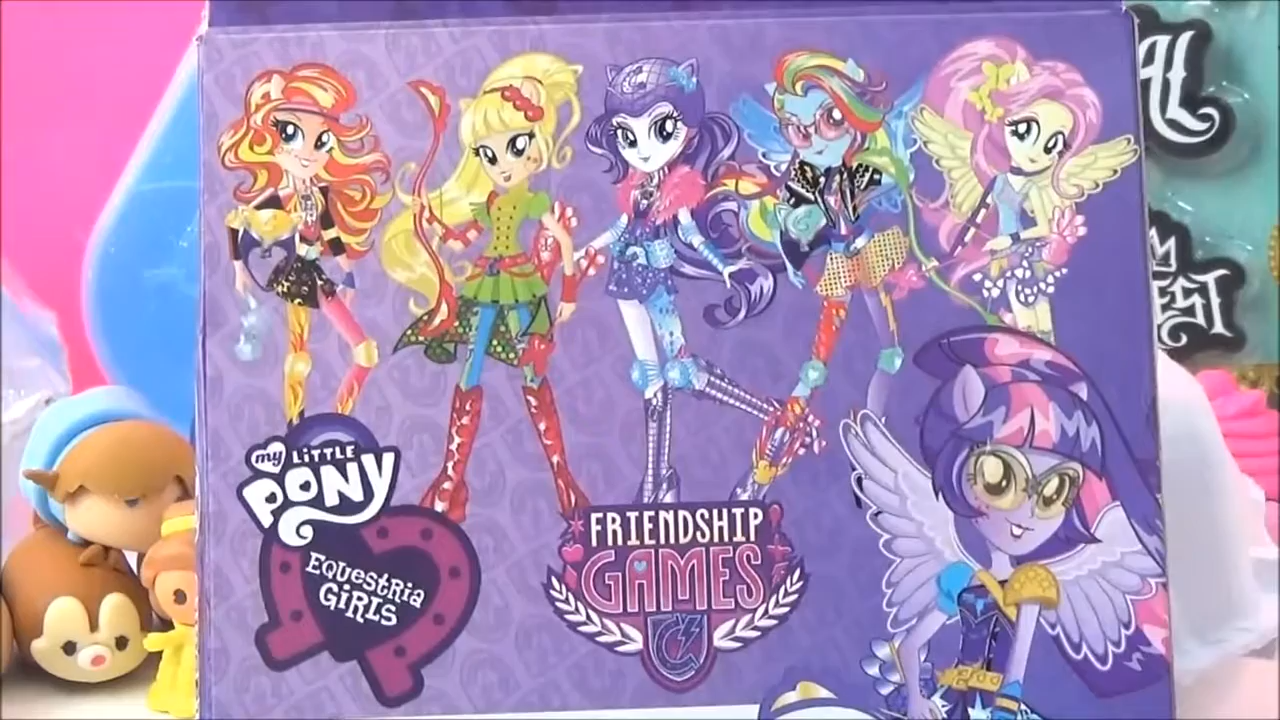 my LiTTLE
PONY
EQUESTRIA
GiRLS
FRIENDSHIP
GAMES